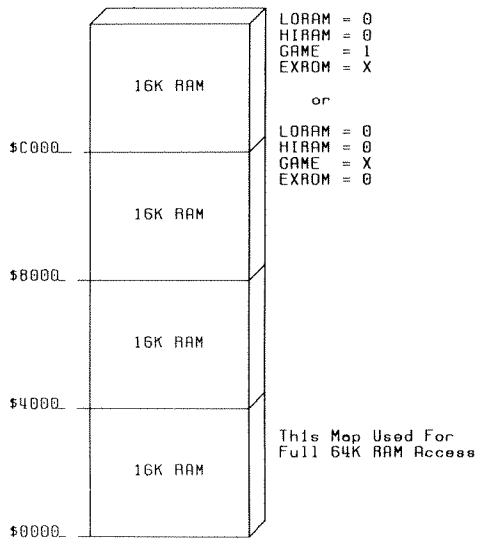 LORAM = 0
HIRAM = 0
GAME = 1
EXROM = X
or
LORAM = 0
HIRAM = 0
GAME = X
EXROM = 0
16K RAM
$C000
16K RAM
$8000
16K RAM
$4000
16K RAM
$0000
This Map Used For
Full 64K RAM Access